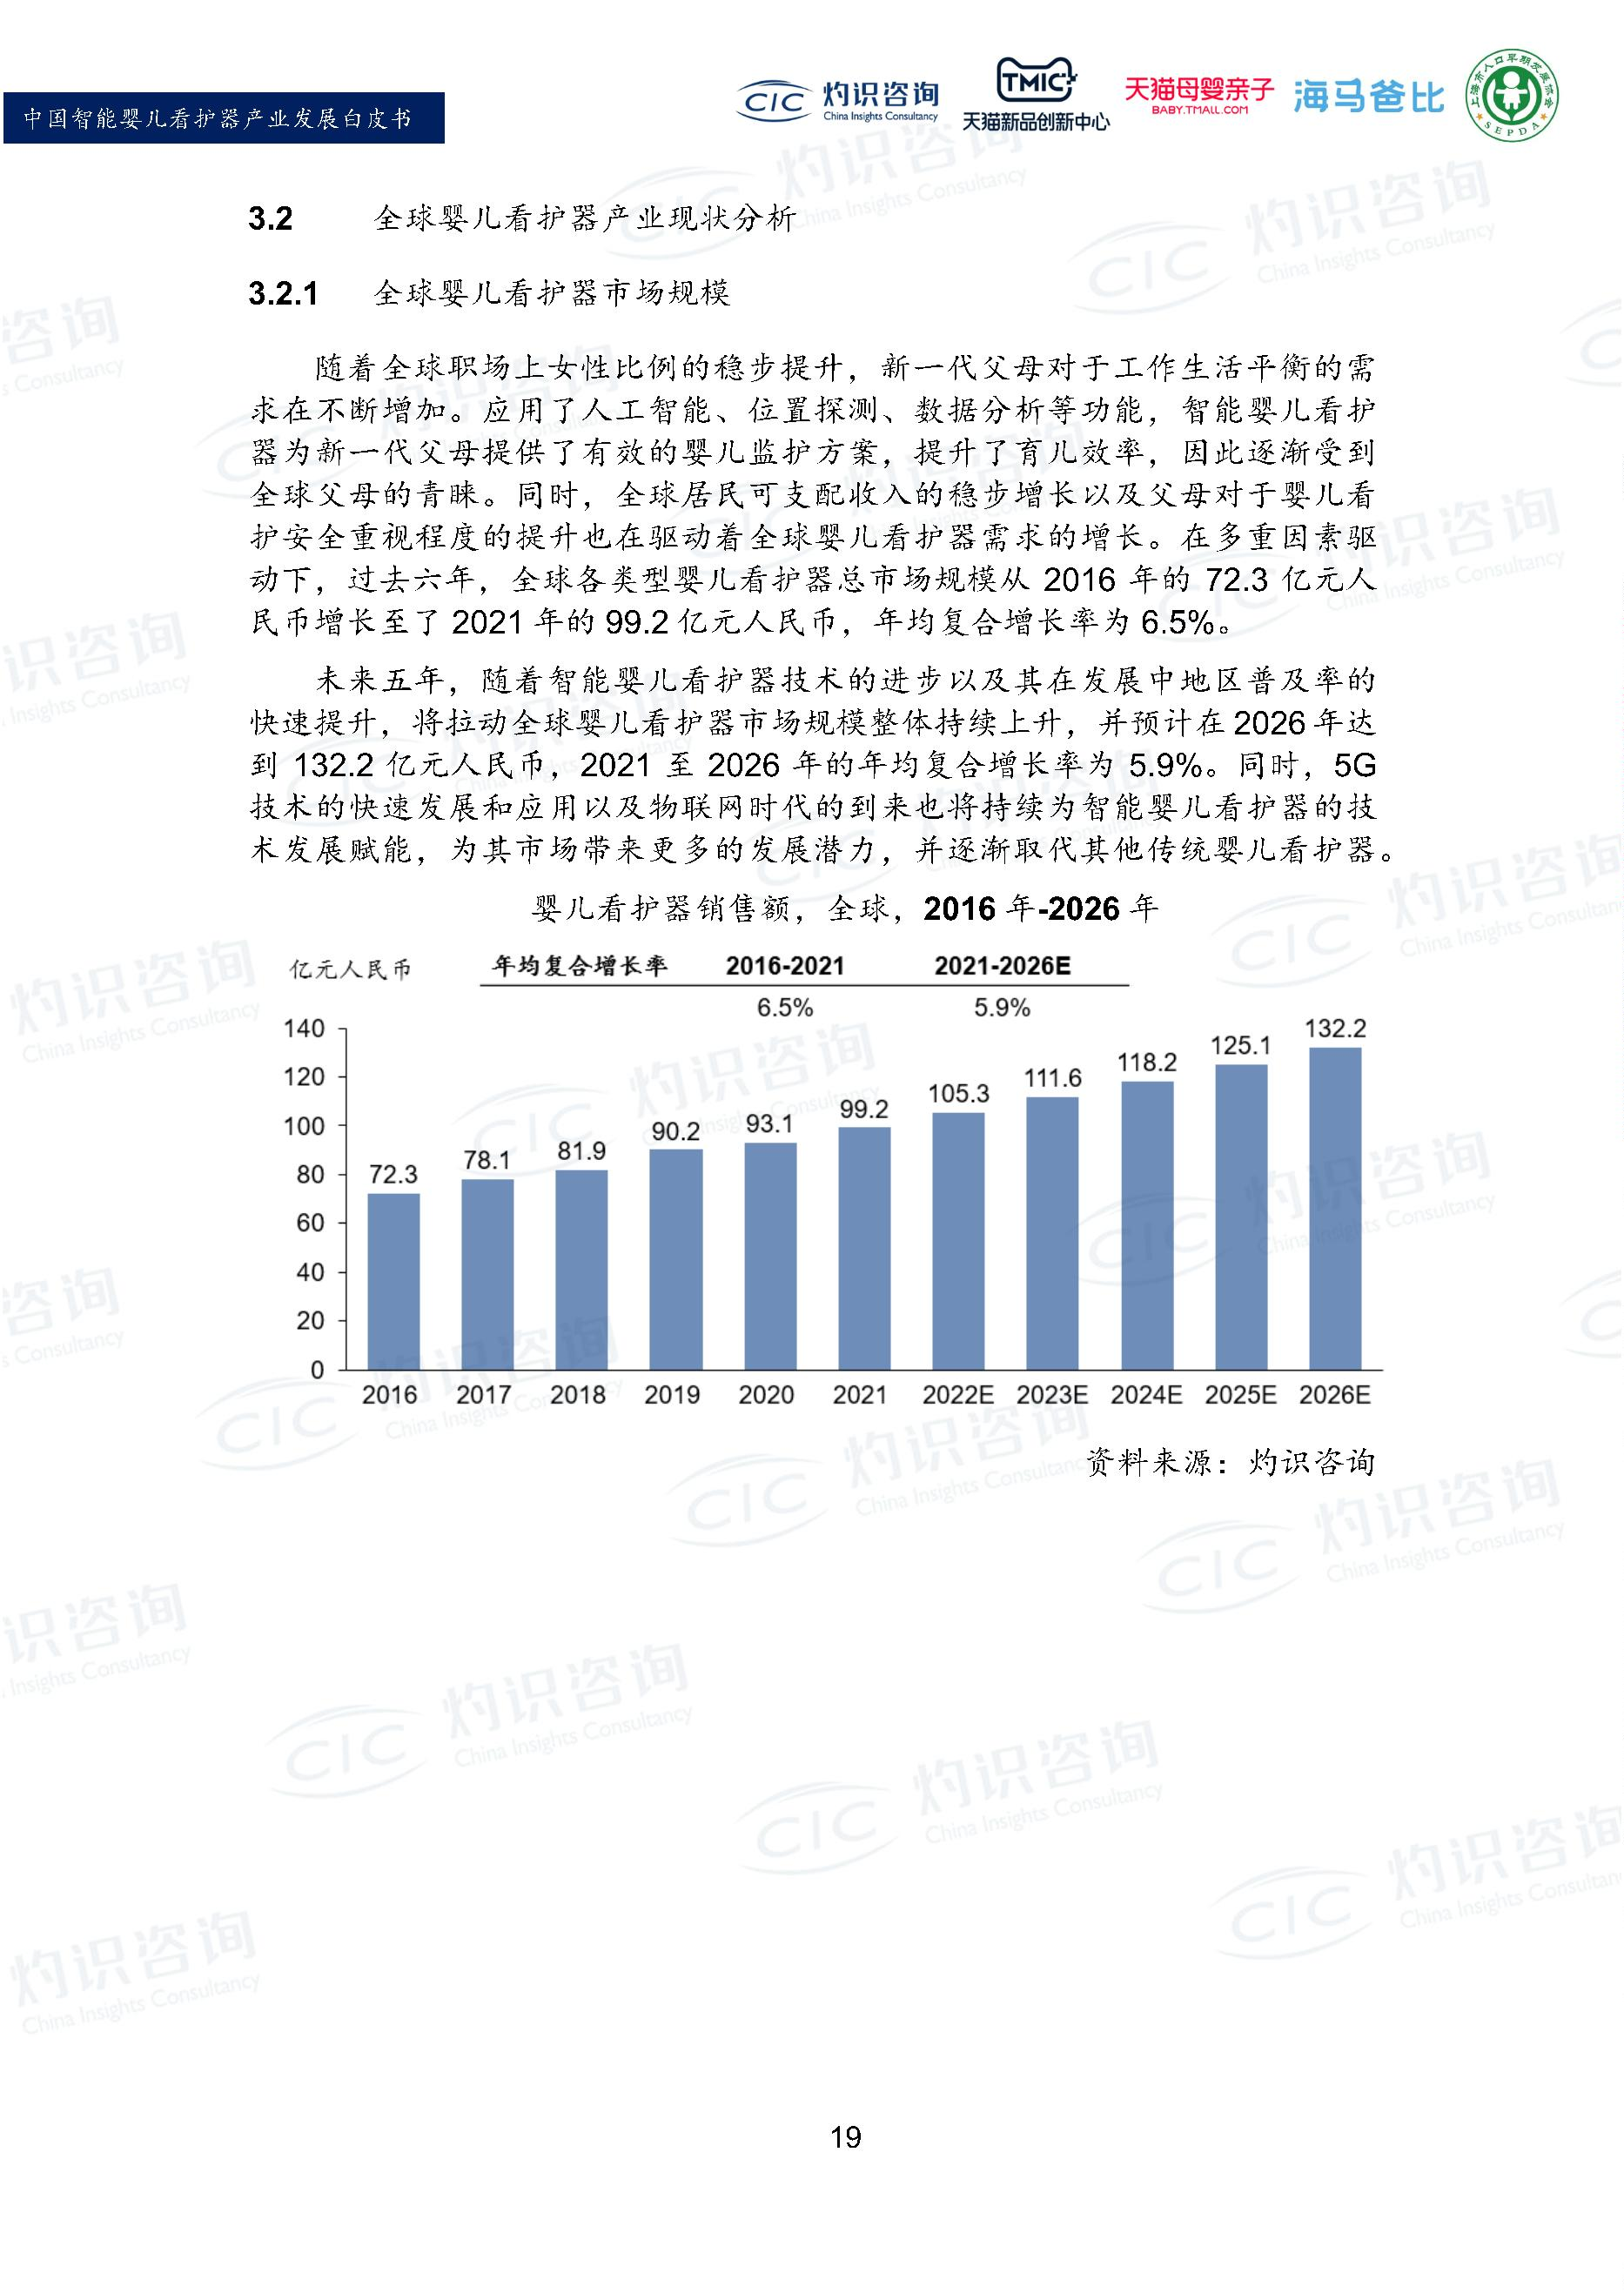 中国智能婴儿看护器产业发展白皮书
CIC 灼识咨询
China Insights Consultancy
TMIC
天猫新品创新中心
天猫母婴亲子
BABY.TMALL.COM
海马爸比
上海市人口早期发展协会
SEPDA
3.2 全球婴儿看护器产业现状分析
3.2.1 全球婴儿看护器市场规模
随着全球职场上女性比例的稳步提升，新一代父母对于工作生活平衡的需
求在不断增加。应用了人工智能、位置探测、数据分析等功能，智能婴儿看护
器为新一代父母提供了有效的婴儿监护方案，提升了育儿效率，因此逐渐受到
全球父母的青睐。同时，全球居民可支配收入的稳步增长以及父母对于婴儿看
护安全重视程度的提升也在驱动着全球婴儿看护器需求的增长。在多重因素驱
动下，过去六年，全球各类型婴儿看护器总市场规模从 2016 年的 72.3 亿元人
民币增长至了 2021 年的 99.2 亿元人民币，年均复合增长率为 6.5%。
未来五年，随着智能婴儿看护器技术的进步以及其在发展中地区普及率的
快速提升，将拉动全球婴儿看护器市场规模整体持续上升，并预计在 2026 年达
到 132.2 亿元人民币，2021 至 2026 年的年均复合增长率为 5.9%。同时，5G
技术的快速发展和应用以及物联网时代的到来也将持续为智能婴儿看护器的技
术发展赋能，为其市场带来更多的发展潜力，并逐渐取代其他传统婴儿看护器。
婴儿看护器销售额，全球，2016 年-2026 年
亿元人民币
年均复合增长率 2016-2021 2021-2026E
6.5% 5.9%
140
120
100
80
60
40
20
0
72.3 78.1 81.9 90.2 93.1 99.2 105.3 111.6 118.2 125.1 132.2
2016 2017 2018 2019 2020 2021 2022E 2023E 2024E 2025E 2026E
资料来源：灼识咨询
19